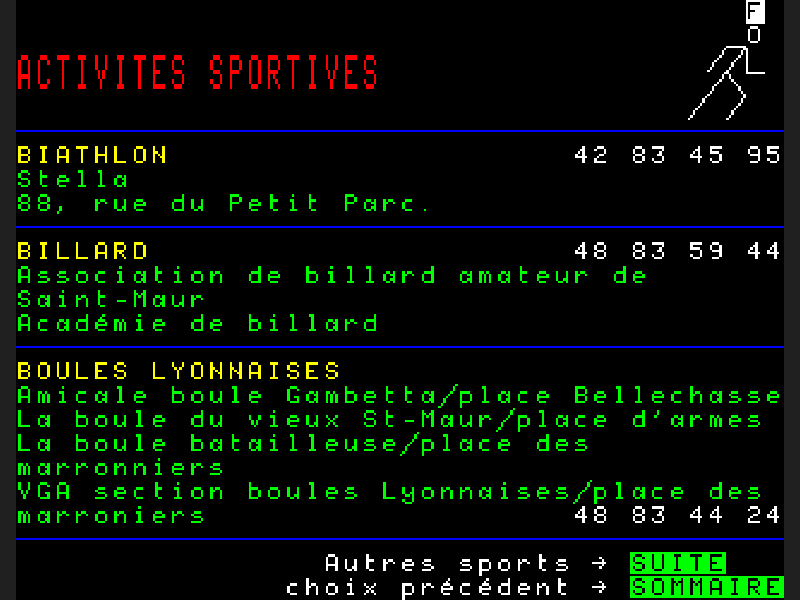 F
ACTIVITES SPORTIVES
BIATHLON 42 83 45 95
Stella
88, rue du Petit Parc.
BILLARD 48 83 59 44
Association de billard amateur de
Saint-Maur
Académie de billard
BOULES LYONNAISES
Amicale boule Gambetta/place Bellechasse
La boule du vieux St-Maur/place d'armes
La boule batailleuse/place des
marronniers
VGA section boules Lyonnaises/place des
marroniers 48 83 44 24
Autres sports → SUITE
choix précédent → SOMMAIRE